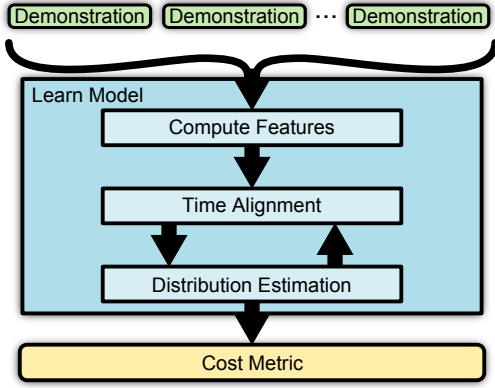 Demonstration Demonstration ... Demonstration
Learn Model
Compute Features
Time Alignment
Distribution Estimation
Cost Metric